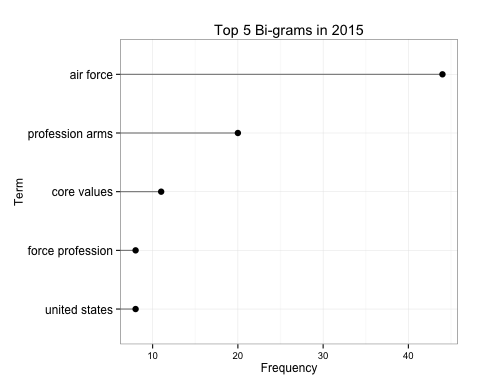 Top 5 Bi-grams in 2015
air force
profession arms
core values
force profession
united states
Term
10 20 30 40
Frequency